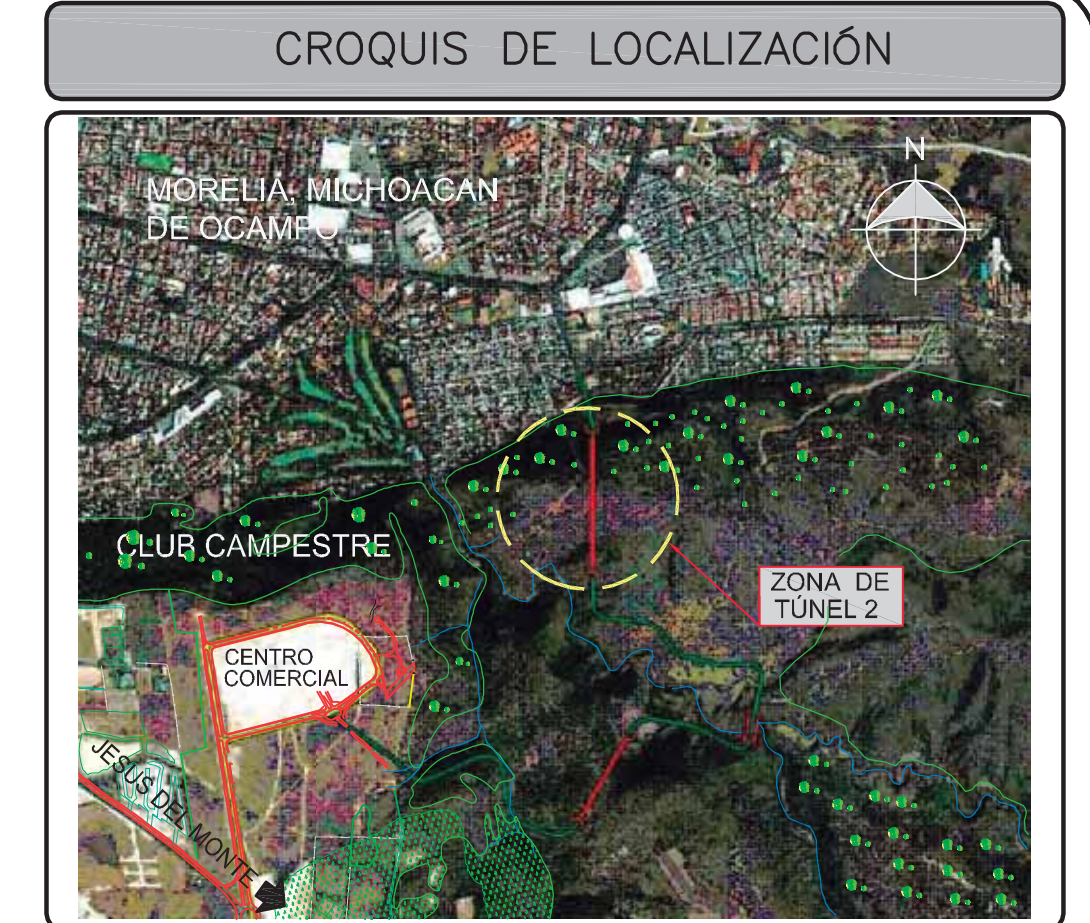 CROQUIS DE LOCALIZACIÓN
MORELIA, MICHOACAN
DE OCAMPO
N
CLUB CAMPESTRE
ZONA DE
TÚNEL 2
CENTRO
COMERCIAL
JESUS DEL MONTE